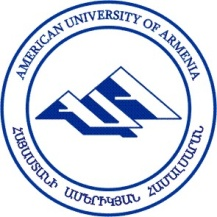 AMERICAN UNIVERSITY OF ARMENIA
ՀԱՅԱՍՏԱՆԻ ԱՄԵՐԻԿՅԱՆ ՀԱՄԱԼՍԱՐԱՆ